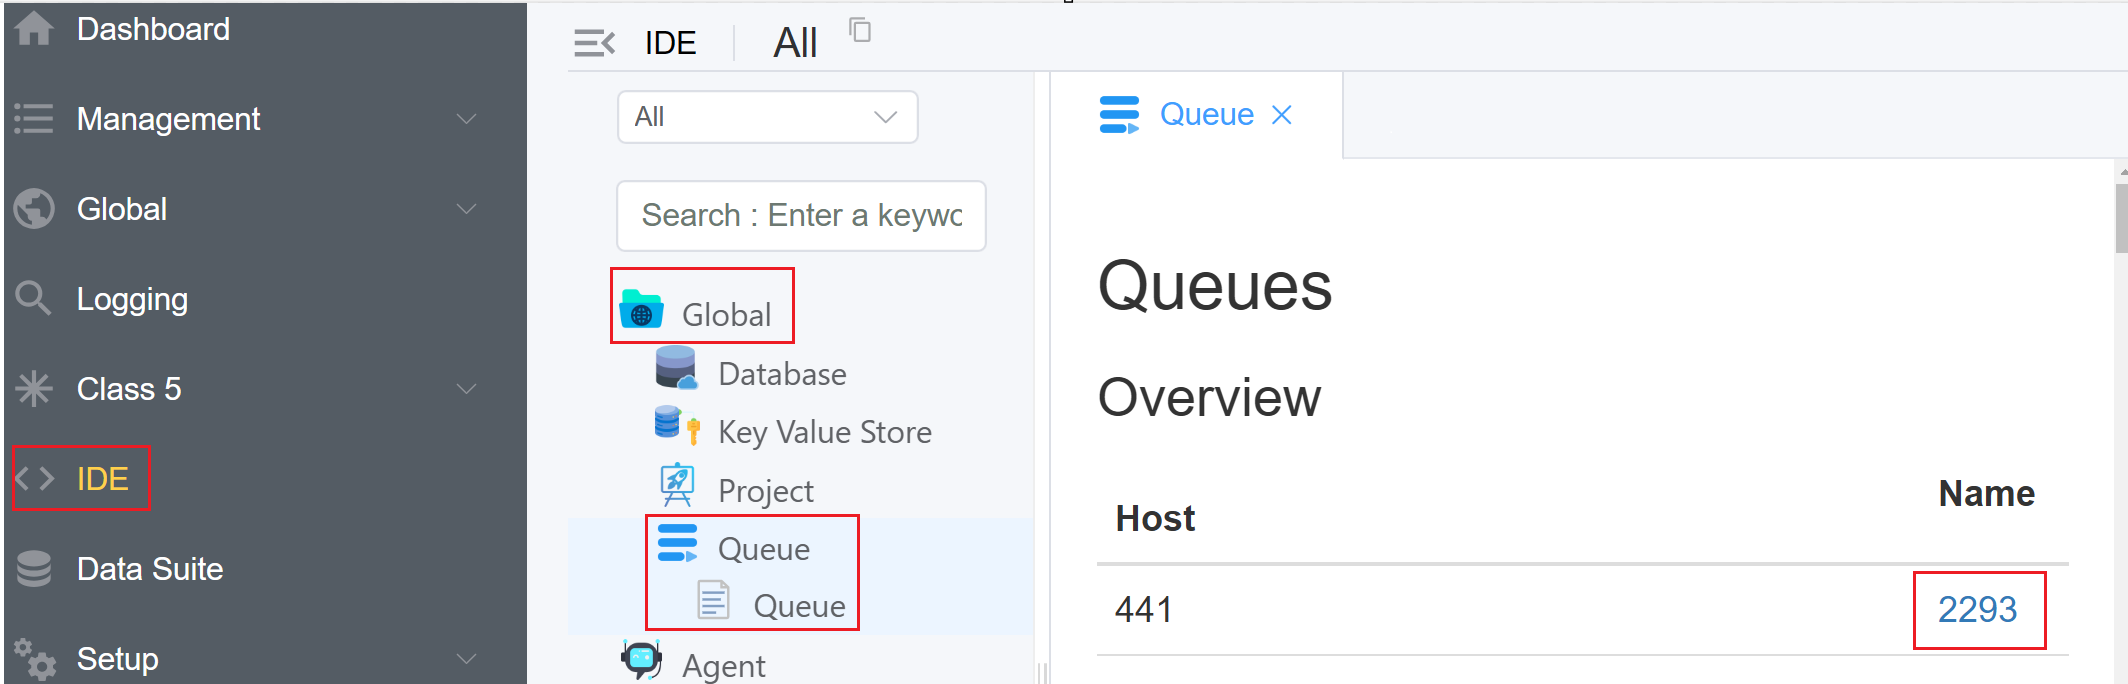 Dashboard
Management
Global
Logging
Class 5
IDE
Data Suite
Setup
IDE
All
All
Search : Enter a keywc
Global
Database
Key Value Store
Project
Queue
Queue
Agent
Queue
Queues
Overview
Host Name
441 2293